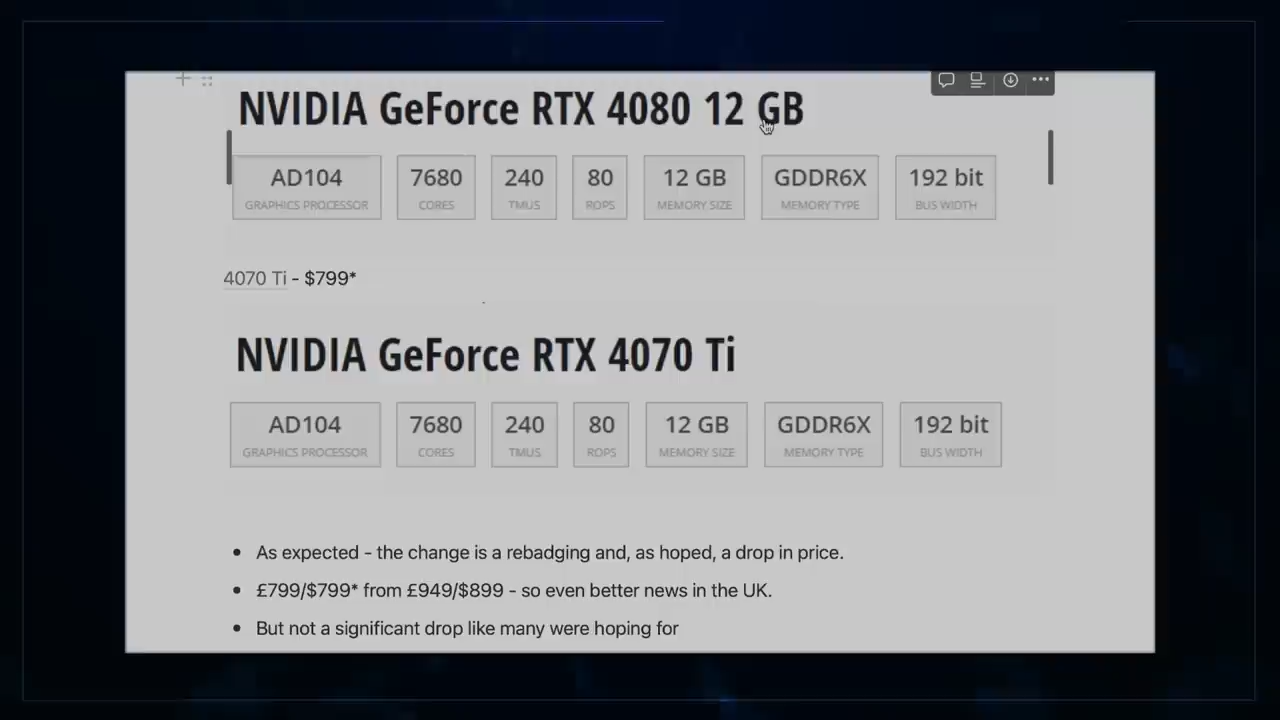 NVIDIA GeForce RTX 4080 12 GB
AD104 7680 240 80 12 GB GDDR6X 192 bit
GRAPHICS PROCESSOR CORES TMUS ROPS MEMORY SIZE MEMORY TYPE BUS WIDTH
4070 Ti - $799*
NVIDIA GeForce RTX 4070 Ti
AD104 7680 240 80 12 GB GDDR6X 192 bit
GRAPHICS PROCESSOR CORES TMUS ROPS MEMORY SIZE MEMORY TYPE BUS WIDTH
• As expected - the change is a rebadging and, as hoped, a drop in price.
• £799/$799* from £949/$899 - so even better news in the UK.
• But not a significant drop like many were hoping for